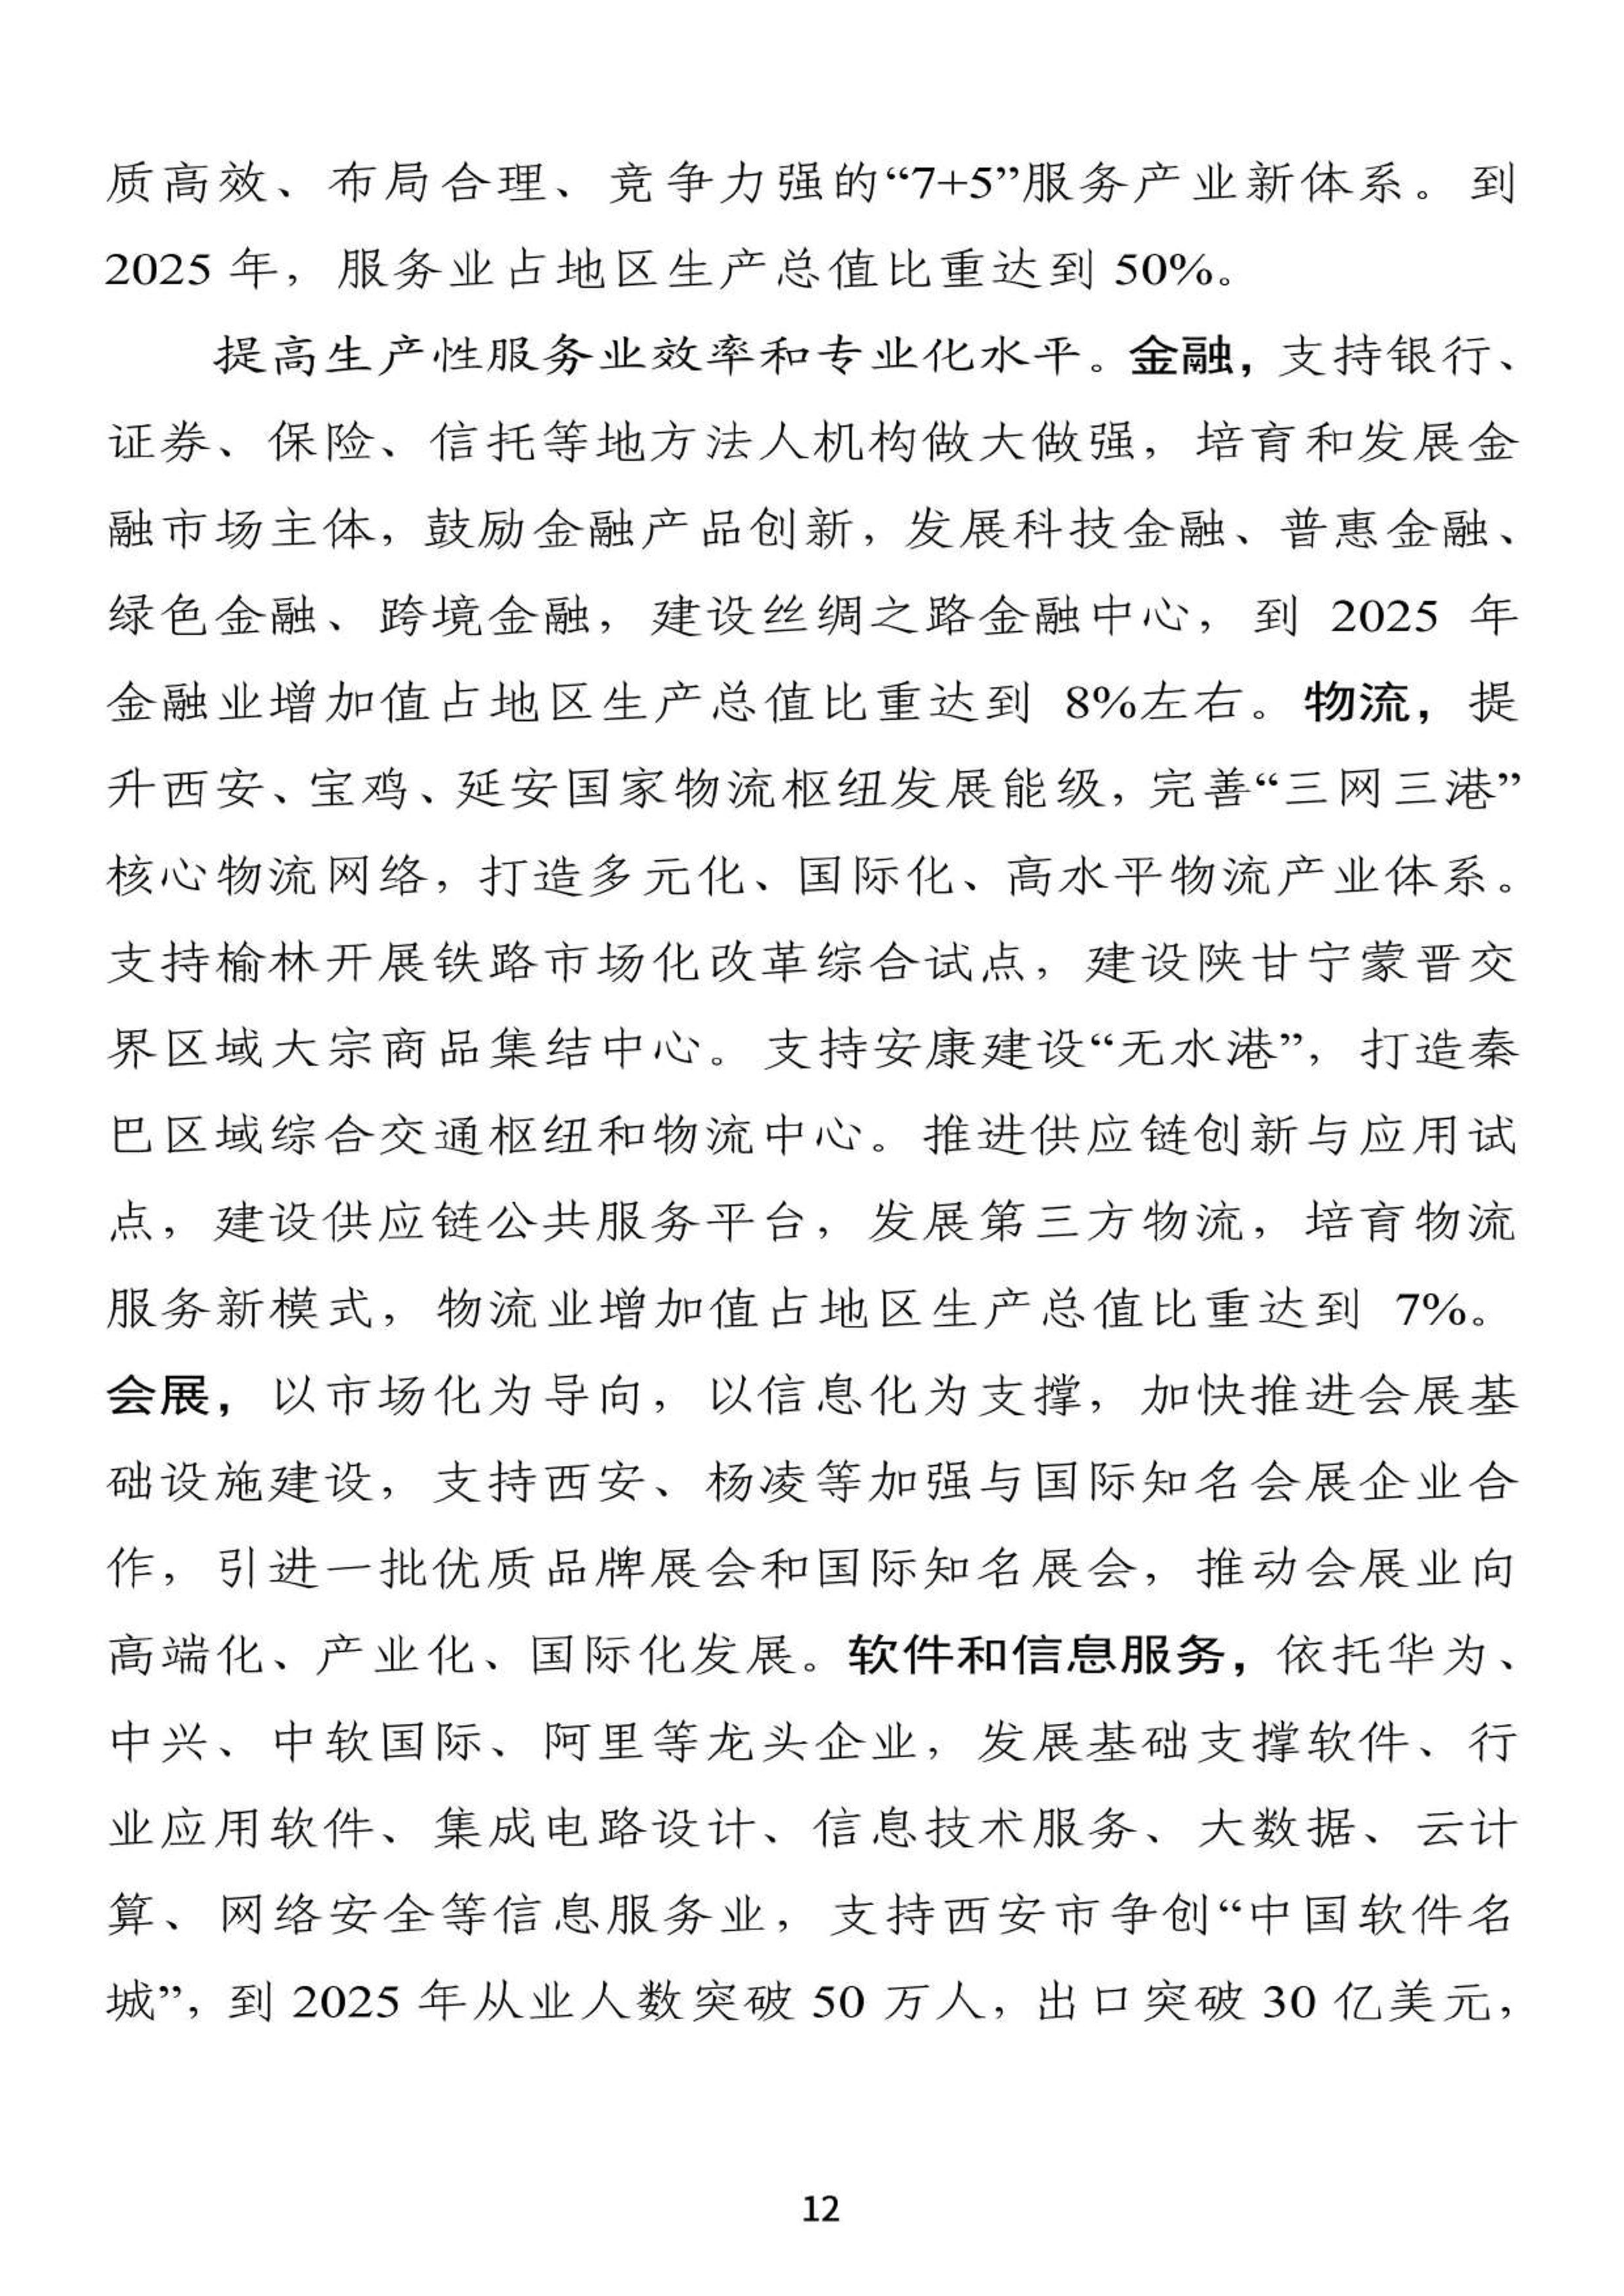 质高效、布局合理、竞争力强的“7+5”服务产业新体系。到
2025 年，服务业占地区生产总值比重达到 50%。
提高生产性服务业效率和专业化水平。金融，支持银行、
证券、保险、信托等地方法人机构做大做强，培育和发展金
融市场主体，鼓励金融产品创新，发展科技金融、普惠金融、
绿色金融、跨境金融，建设丝绸之路金融中心，到 2025 年
金融业增加值占地区生产总值比重达到 8%左右。物流，提
升西安、宝鸡、延安国家物流枢纽发展能级，完善“三网三港”
核心物流网络，打造多元化、国际化、高水平物流产业体系。
支持榆林开展铁路市场化改革综合试点，建设陕甘宁蒙晋交
界区域大宗商品集结中心。支持安康建设“无水港”，打造秦
巴区域综合交通枢纽和物流中心。推进供应链创新与应用试
点，建设供应链公共服务平台，发展第三方物流，培育物流
服务新模式，物流业增加值占地区生产总值比重达到 7%。
会展，以市场化为导向，以信息化为支撑，加快推进会展基
础设施建设，支持西安、杨凌等加强与国际知名会展企业合
作，引进一批优质品牌展会和国际知名展会，推动会展业向
高端化、产业化、国际化发展。软件和信息服务，依托华为、
中兴、中软国际、阿里等龙头企业，发展基础支撑软件、行
业应用软件、集成电路设计、信息技术服务、大数据、云计
算、网络安全等信息服务业，支持西安市争创“中国软件名
城”，到 2025 年从业人数突破 50 万人，出口突破 30 亿美元，
12